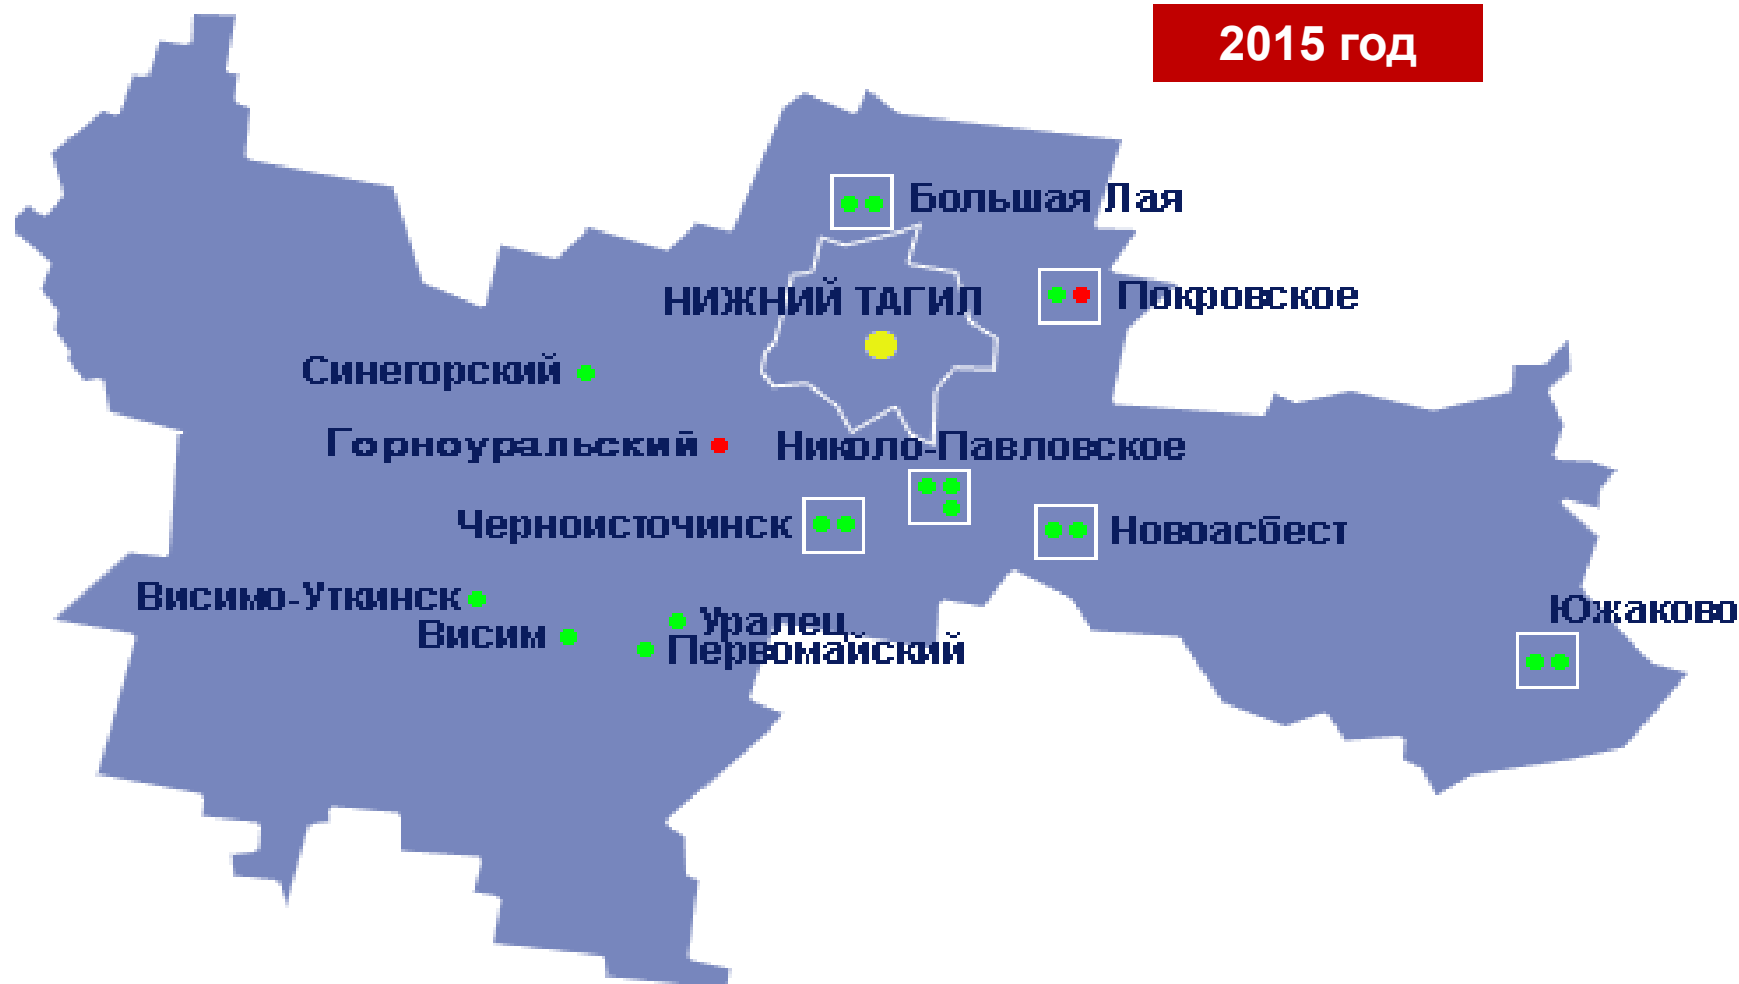 2015 год
Большая Лая
НИЖНИЙ ТАГИЛ
Покровское
Синегорский
Горноуральский
Николо-Павловское
Черноисточинск
Новоасбест
Висимо-Уткинск
Южаково
Уралец
Висим
Первомайский